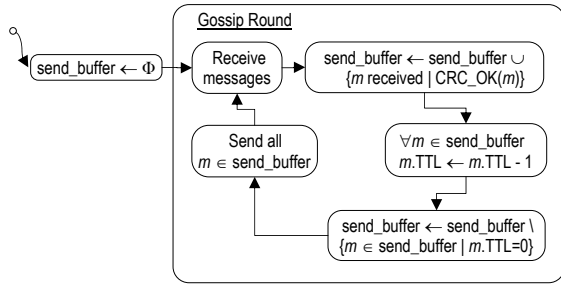 Gossip Round
send_buffer ← Φ
Receive
messages
send_buffer ← send_buffer ∪
{m received | CRC_OK(m)}
∀m ∈ send_buffer
m.TTL ← m.TTL - 1
send_buffer ← send_buffer \
{m ∈ send_buffer | m.TTL=0}
Send all
m ∈ send_buffer